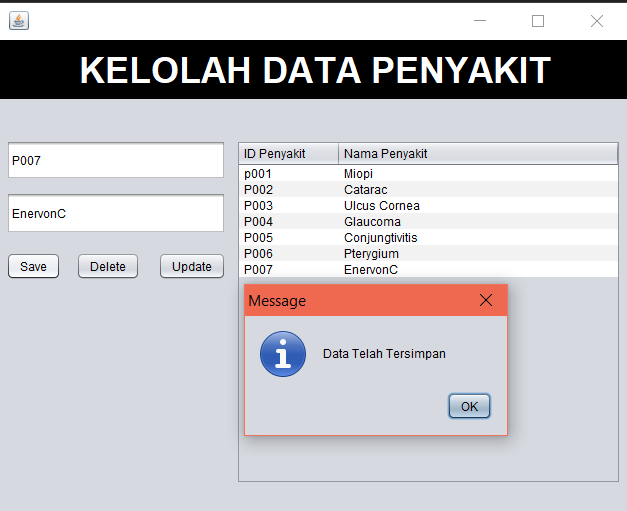 KELOLAH DATA PENYAKIT
P007
EnervonC
Save Delete Update
ID Penyakit Nama Penyakit
p001 Miopi
P002 Catarac
P003 Ulcus Cornea
P004 Glaucoma
P005 Conjungtivitis
P006 Pterygium
P007 EnervonC
Message
Data Telah Tersimpan
OK